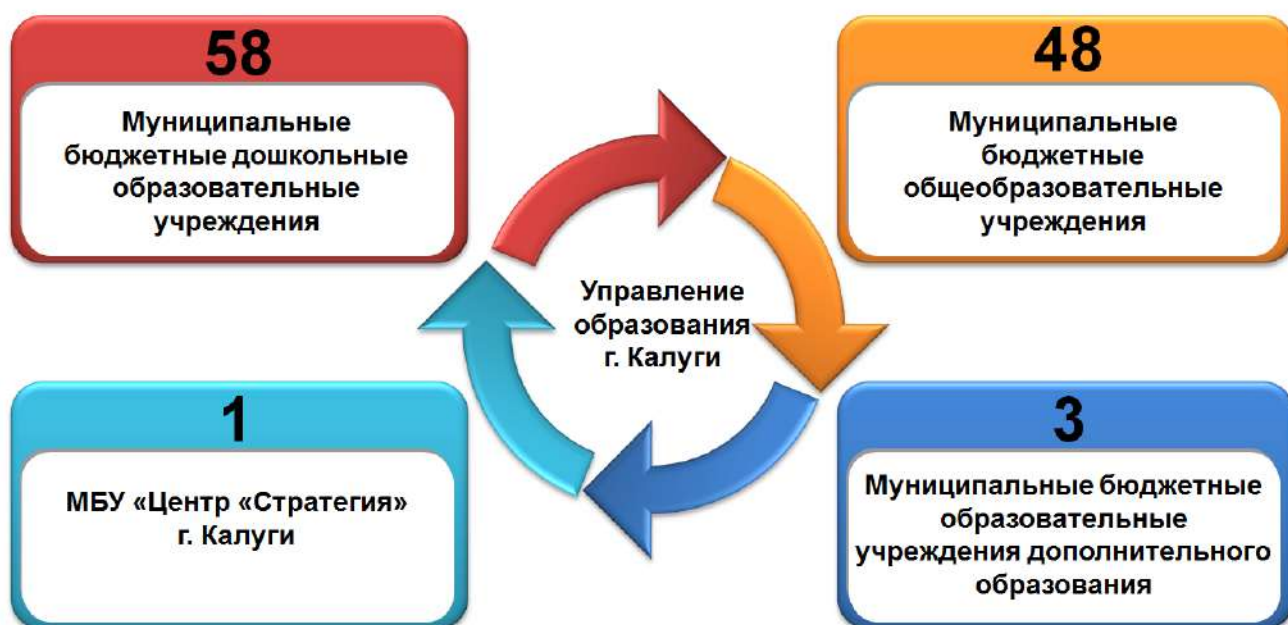 58
Муниципальные
бюджетные дошкольные
образовательные
учреждения
48
Муниципальные
бюджетные
общеобразовательные
учреждения
Управление
образования
г. Калуги
1
МБУ «Центр «Стратегия»
г. Калуги
3
Муниципальные бюджетные
образовательные
учреждения дополнительного
образования